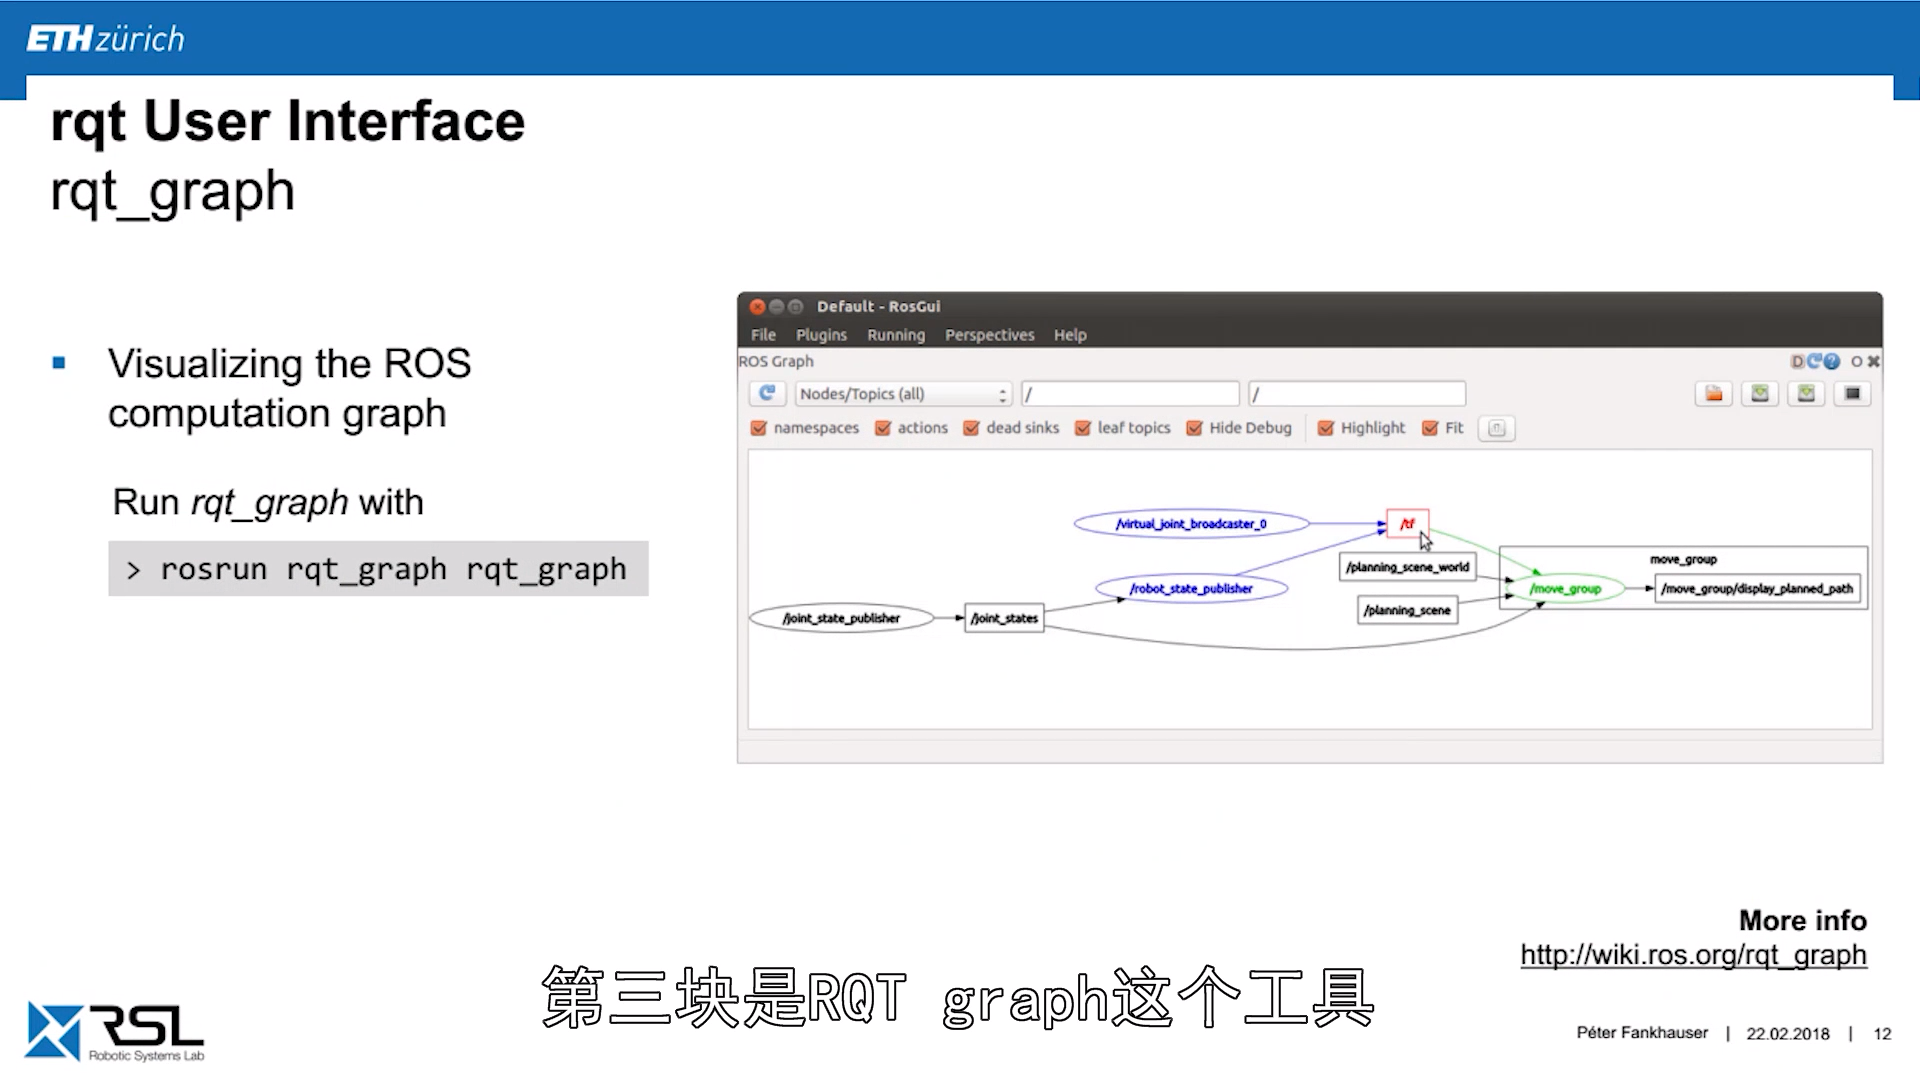 ETH zürich
rqt User Interface
rqt_graph
Visualizing the ROS
computation graph
Run rqt_graph with
> rosrun rqt_graph rqt_graph
Default - RosGui
File Plugins Running Perspectives Help
ROS Graph
D O
Nodes/Topics (all) / /
namespaces actions dead sinks leaf topics Hide Debug Highlight Fit
/virtual_joint_broadcaster_0
/tf
/planning_scene_world
move_group
/robot_state_publisher
/move_group
/move_group/display_planned_path
/planning_scene
/joint_state_publisher
/joint_states
More info
http://wiki.ros.org/rqt_graph
第三块是RQT graph这个工具
RSL
Robotic Systems Lab
Péter Fankhauser | 22.02.2018 | 12